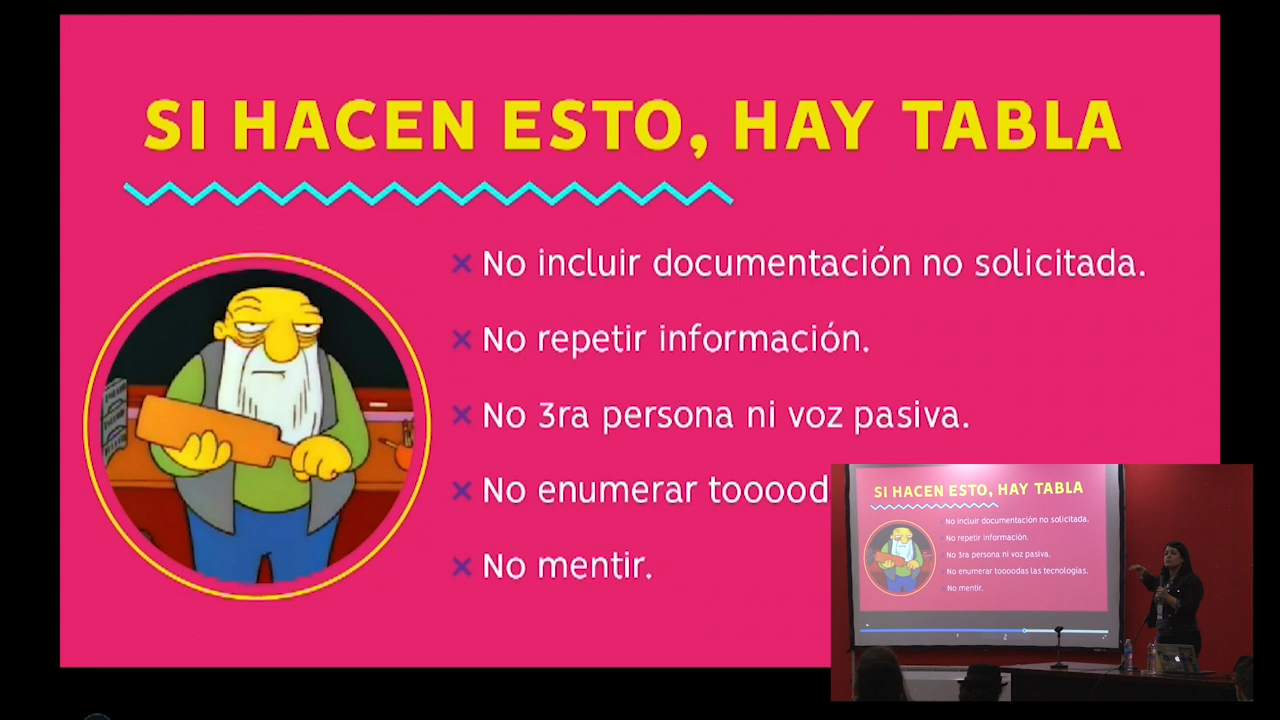 SI HACEN ESTO, HAY TABLA
× No incluir documentación no solicitada.
× No repetir información.
× No 3ra persona ni voz pasiva.
× No enumerar tooood
× No mentir.
SI HACEN ESTO, HAY TABLA
No incluir documentación no solicitada.
No repetir información.
No 3ra persona ni voz pasiva.
No enumerar toooodas las tecnologías.
No mentir.